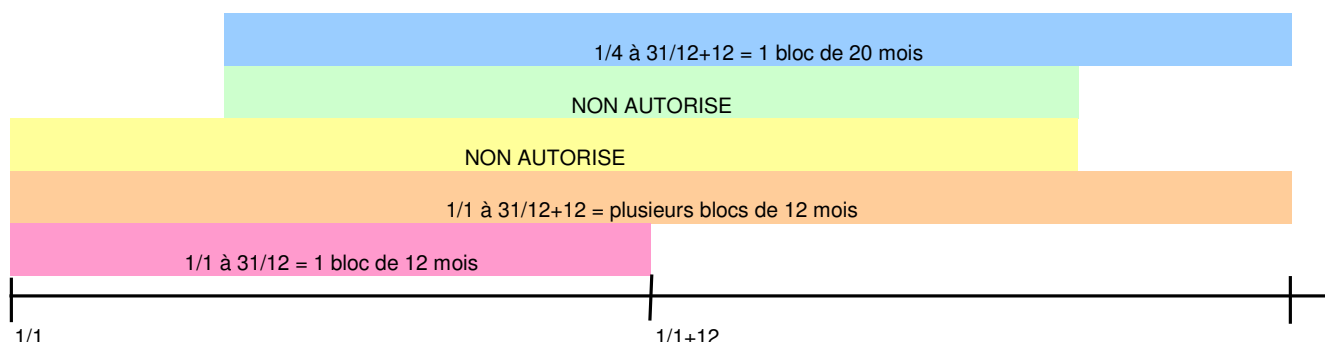 1/4 à 31/12+12 = 1 bloc de 20 mois
NON AUTORISE
NON AUTORISE
1/1 à 31/12+12 = plusieurs blocs de 12 mois
1/1 à 31/12 = 1 bloc de 12 mois
1/1 1/1+12